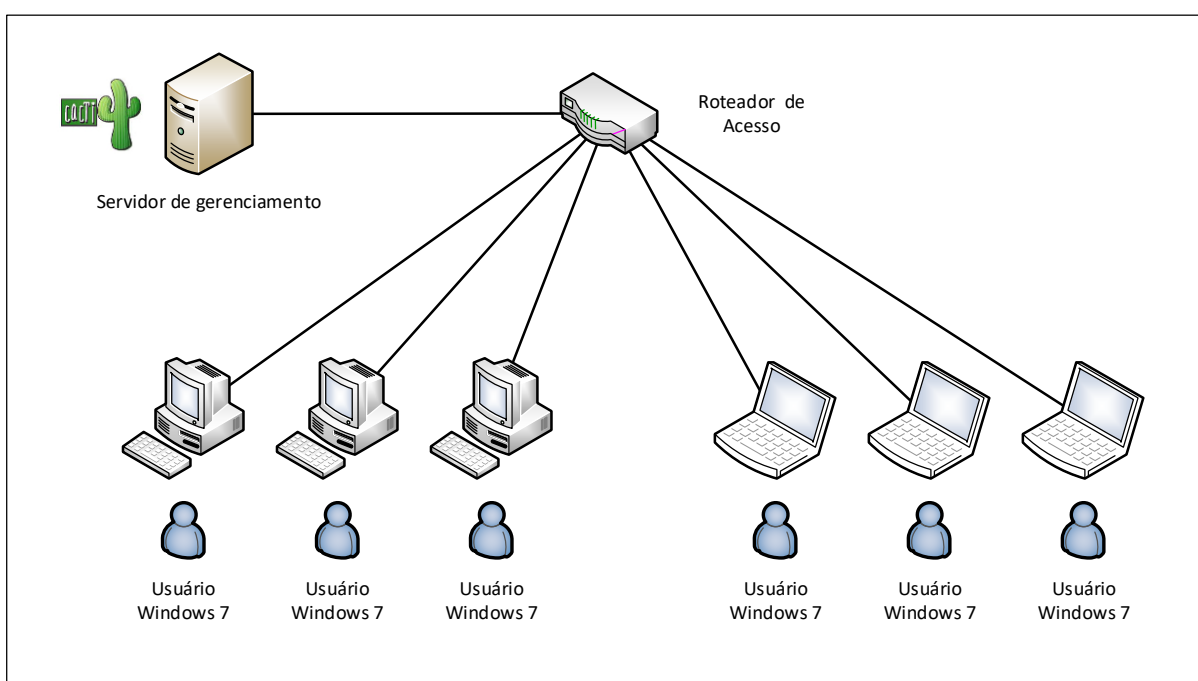 cacti
Roteador de
Acesso
Servidor de gerenciamento
Usuário
Windows 7
Usuário
Windows 7
Usuário
Windows 7
Usuário
Windows 7
Usuário
Windows 7
Usuário
Windows 7